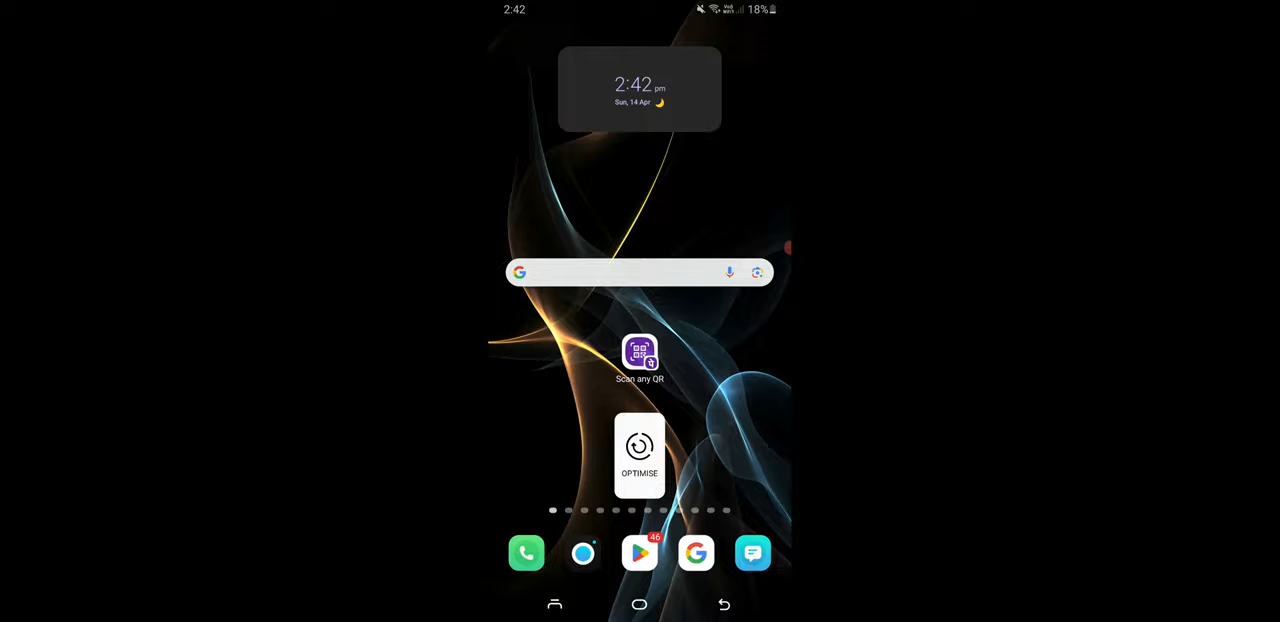 2:42
18%
2:42 pm
Sun, 14 Apr
Scan any QR
OPTIMISE
46